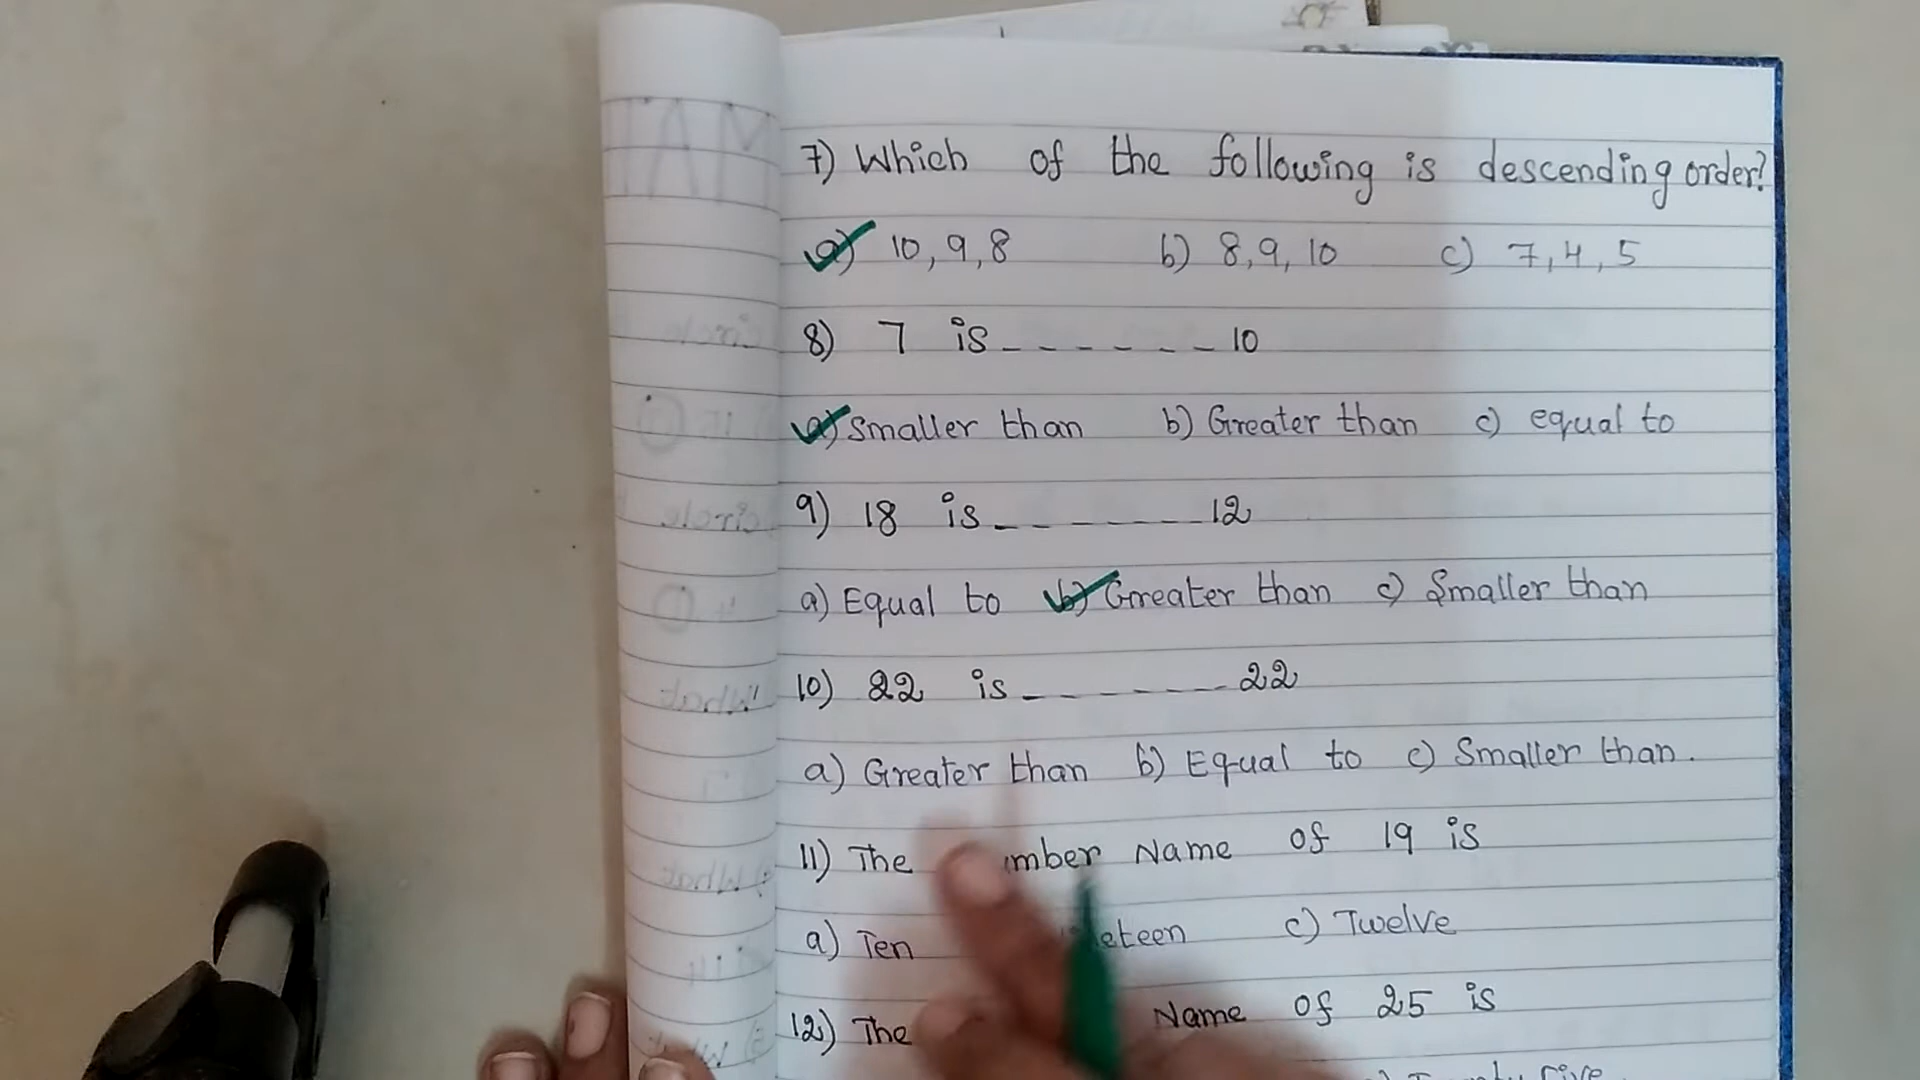 7) Which of the following is descending order?
a) 10, 9, 8 b) 8, 9, 10 c) 7, 4, 5
8) 7 is ------ 10
a) Smaller than b) Greater than c) equal to
9) 18 is ------- 12
a) Equal to b) Greater than c) Smaller than
10) 22 is ------- 22
a) Greater than b) Equal to c) Smaller than.
11) The mber Name of 19 is
a) Ten eteen c) Twelve
12) The Name of 25 is